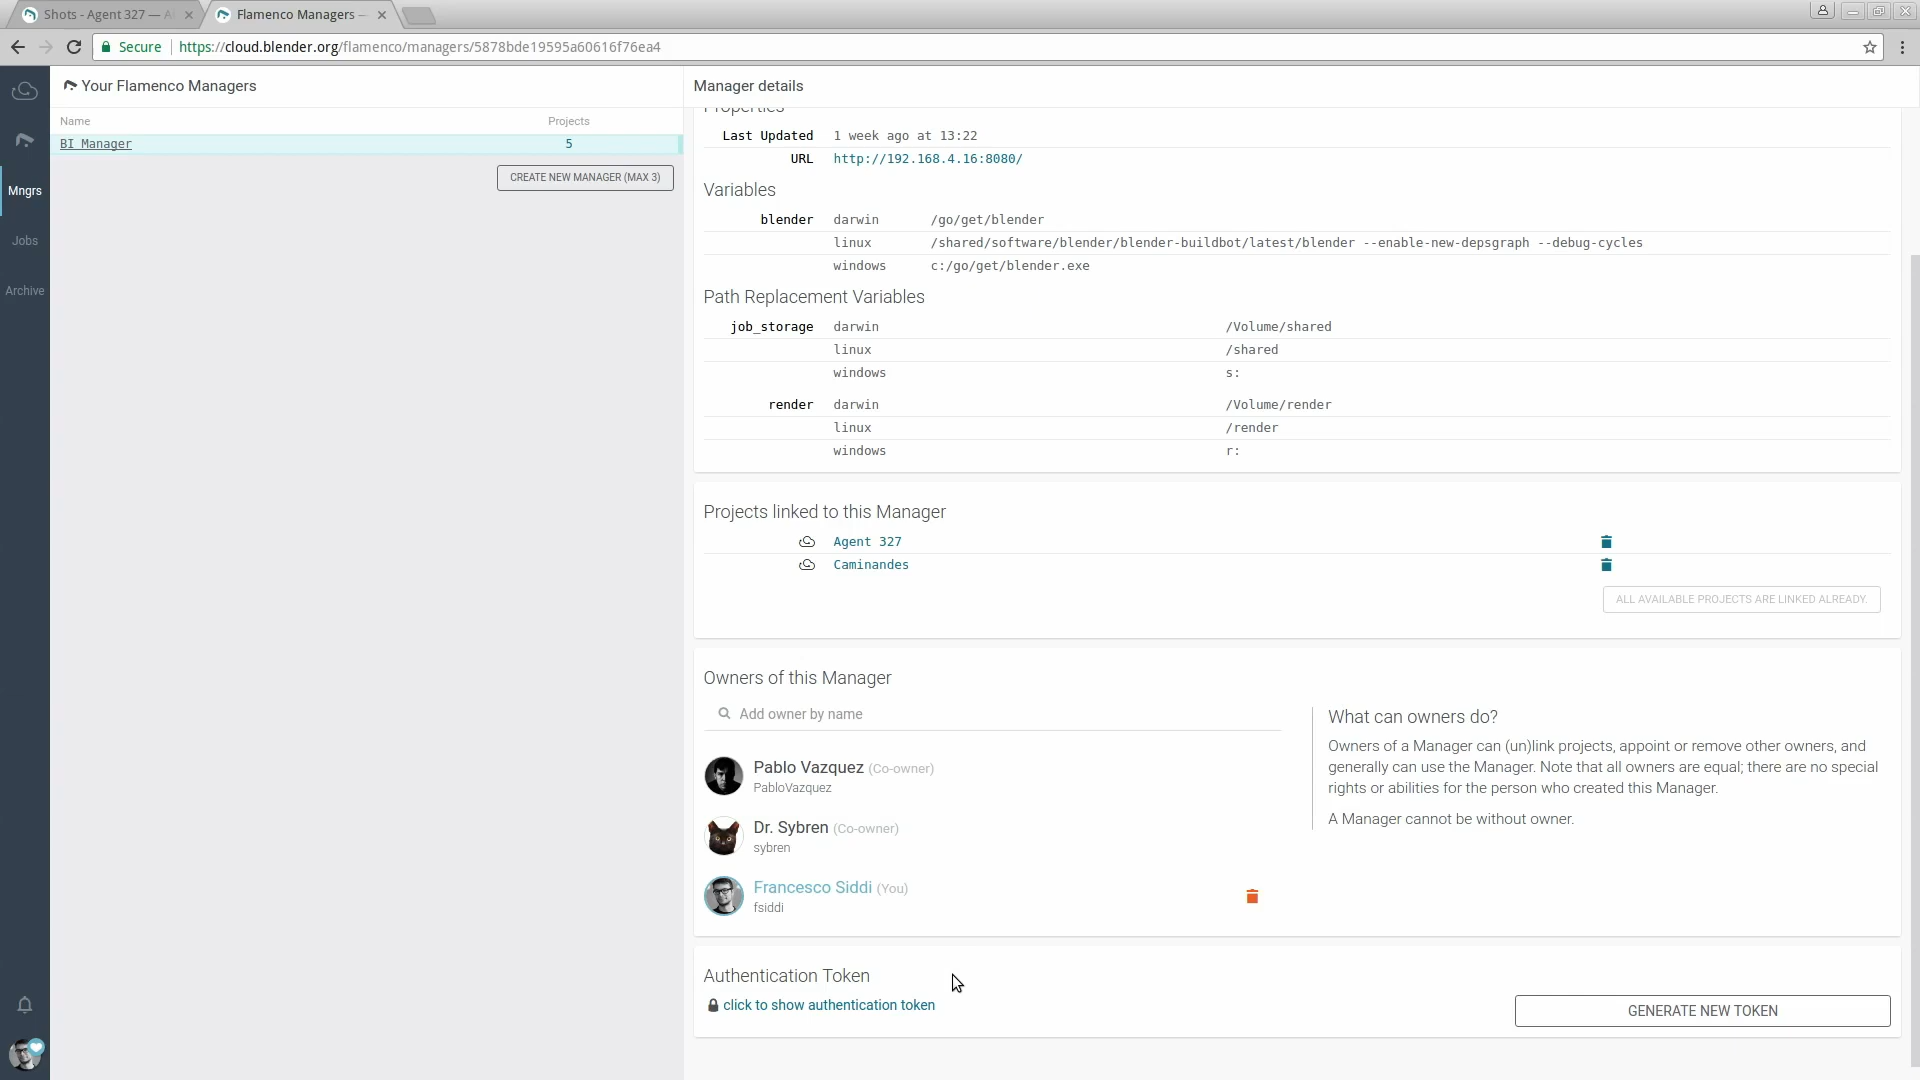 Shots - Agent 327 — A
Flamenco Managers —
Secure https://cloud.blender.org/flamenco/managers/5878bde19595a60616f76ea4
Your Flamenco Managers
Name Projects
BI Manager 5
CREATE NEW MANAGER (MAX 3)
Mngrs
Jobs
Archive
Manager details
Properties
Last Updated 1 week ago at 13:22
URL http://192.168.4.16:8080/
Variables
blender darwin /go/get/blender
linux /shared/software/blender/blender-buildbot/latest/blender --enable-new-depsgraph --debug-cycles
windows c:/go/get/blender.exe
Path Replacement Variables
job_storage darwin /Volume/shared
linux /shared
windows s:
render darwin /Volume/render
linux /render
windows r:
Projects linked to this Manager
Agent 327
Caminandes
ALL AVAILABLE PROJECTS ARE LINKED ALREADY.
Owners of this Manager
Add owner by name
Pablo Vazquez (Co-owner)
PabloVazquez
Dr. Sybren (Co-owner)
sybren
Francesco Siddi (You)
fsiddi
What can owners do?
Owners of a Manager can (un)link projects, appoint or remove other owners, and
generally can use the Manager. Note that all owners are equal; there are no special
rights or abilities for the person who created this Manager.
A Manager cannot be without owner.
Authentication Token
click to show authentication token
GENERATE NEW TOKEN